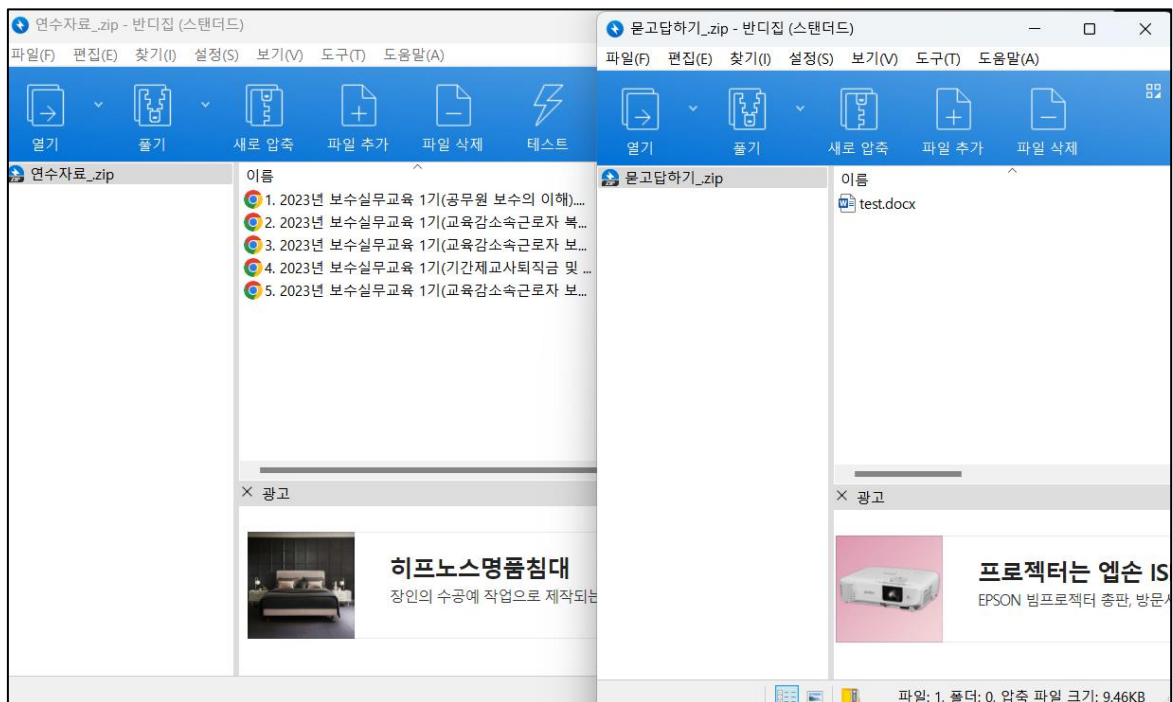 연수자료_.zip - 반디집 (스탠더드)
파일(F) 편집(E) 찾기(I) 설정(S) 보기(V) 도구(T) 도움말(A)
열기 풀기 새로 압축 파일 추가 파일 삭제 테스트
연수자료_.zip
이름
1. 2023년 보수실무교육 1기(공무원 보수의 이해)....
2. 2023년 보수실무교육 1기(교육감소속근로자 복...
3. 2023년 보수실무교육 1기(교육감소속근로자 보...
4. 2023년 보수실무교육 1기(기간제교사퇴직금 및 ...
5. 2023년 보수실무교육 1기(교육감소속근로자 보...
광고
히프노스명품침대
장인의 수공예 작업으로 제작되는
묻고답하기_.zip - 반디집 (스탠더드)
파일(F) 편집(E) 찾기(I) 설정(S) 보기(V) 도구(T) 도움말(A)
열기 풀기 새로 압축 파일 추가 파일 삭제
묻고답하기_.zip
이름
test.docx
광고
프로젝터는 엡손 IS
EPSON 빔프로젝터 총판, 방문
파일: 1, 폴더: 0, 압축 파일 크기: 9.46KB